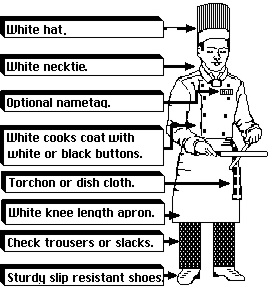 White hat.
White necktie.
Optional nametag.
White cooks coat with
white or black buttons.
Torchon or dish cloth.
White knee length apron.
Check trousers or slacks.
Sturdy slip resistant shoes.